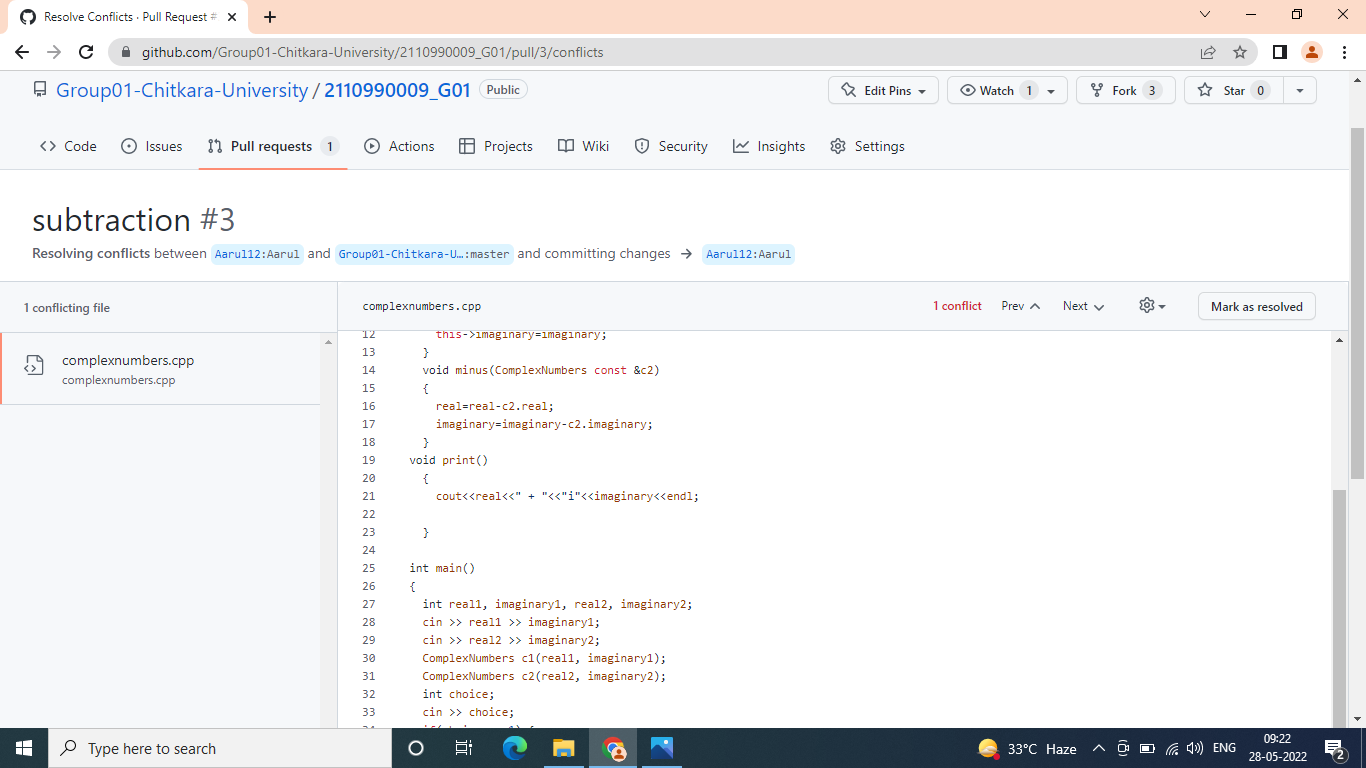 Resolve Conflicts · Pull Request #
github.com/Group01-Chitkara-University/2110990009_G01/pull/3/conflicts
Group01-Chitkara-University / 2110990009_G01 Public
Edit Pins Watch 1 Fork 3 Star 0
Code Issues Pull requests 1 Actions Projects Wiki Security Insights Settings
subtraction #3
Resolving conflicts between Aarul12:Aarul and Group01-Chitkara-U…:master and committing changes → Aarul12:Aarul
1 conflicting file
complexnumbers.cpp
complexnumbers.cpp
complexnumbers.cpp 1 conflict Prev Next Mark as resolved
12 this->imaginary=imaginary;
13 }
14 void minus(ComplexNumbers const &c2)
15 {
16 real=real-c2.real;
17 imaginary=imaginary-c2.imaginary;
18 }
19 void print()
20 {
21 cout<<real<<" + "<<"i"<<imaginary<<endl;
22
23 }
24
25 int main()
26 {
27 int real1, imaginary1, real2, imaginary2;
28 cin >> real1 >> imaginary1;
29 cin >> real2 >> imaginary2;
30 ComplexNumbers c1(real1, imaginary1);
31 ComplexNumbers c2(real2, imaginary2);
32 int choice;
33 cin >> choice;
Type here to search
33°C Haze ENG 09:22
28-05-2022 2